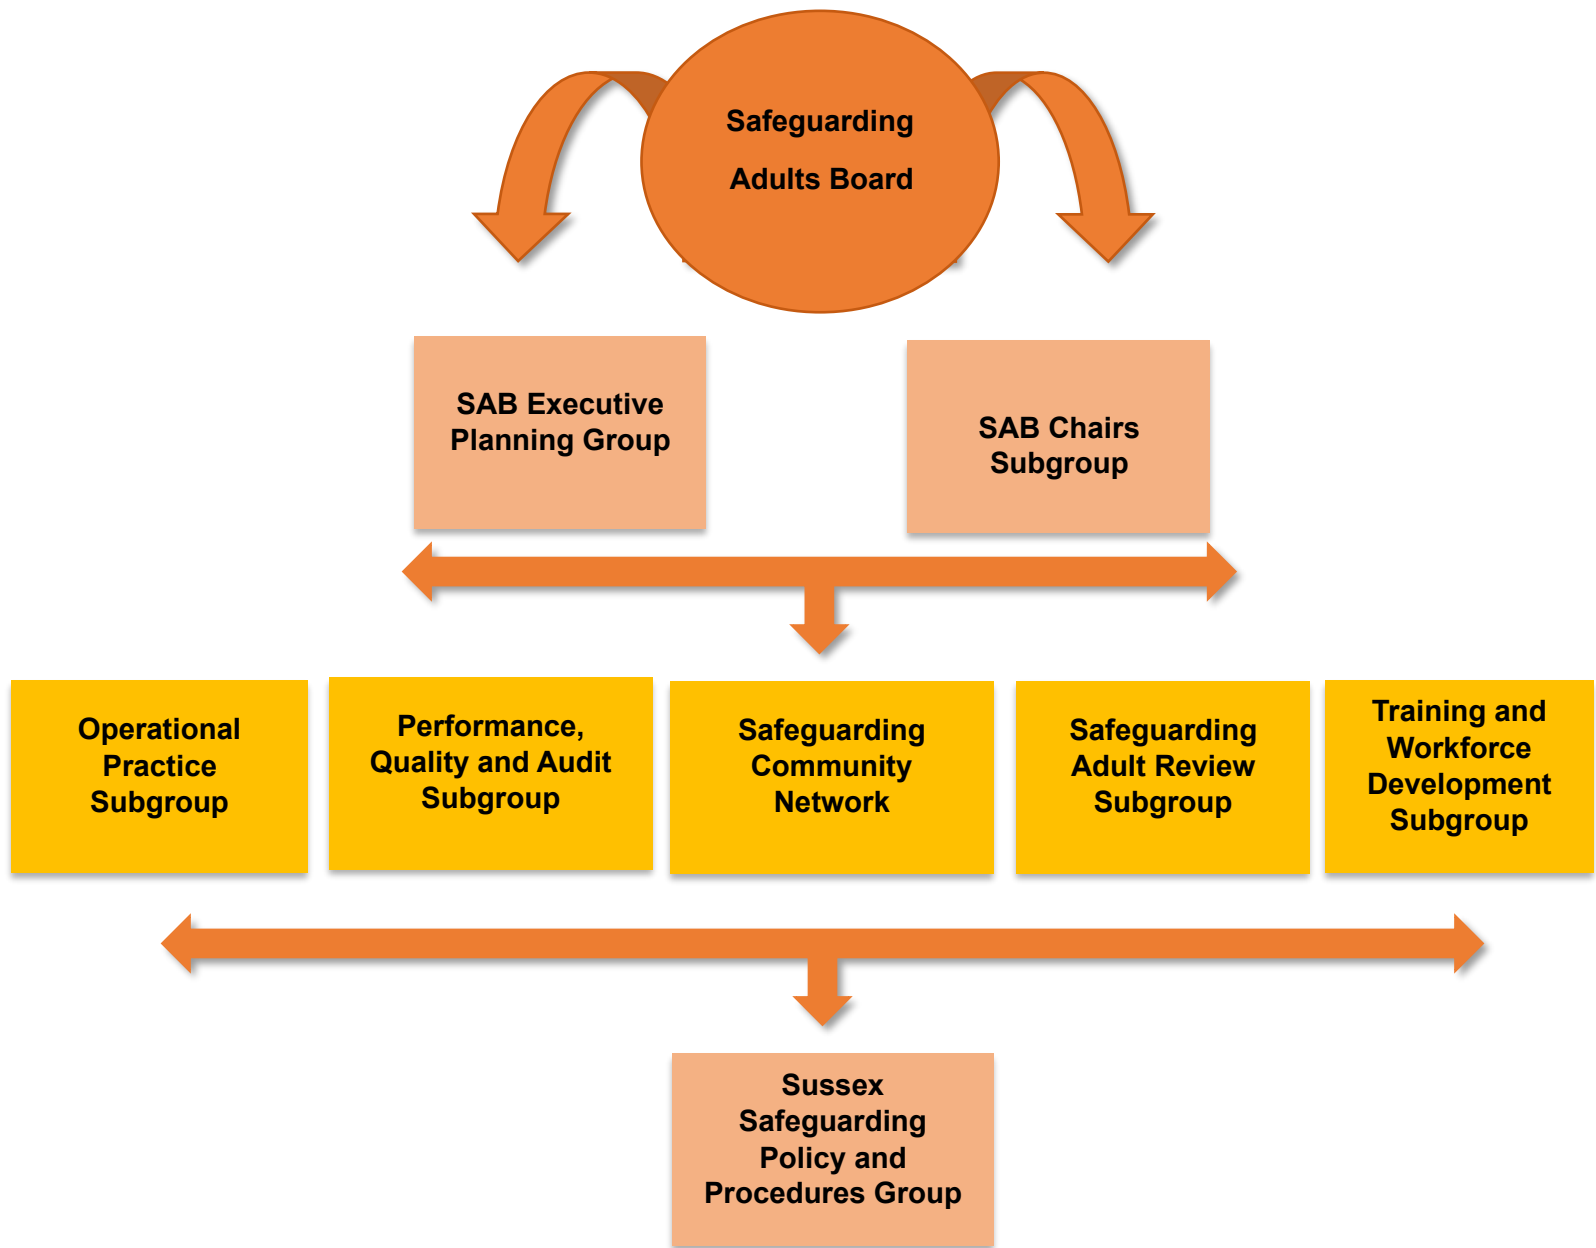 Safeguarding
Adults Board
SAB Executive
Planning Group
SAB Chairs
Subgroup
Operational
Practice
Subgroup
Performance,
Quality and Audit
Subgroup
Safeguarding
Community
Network
Safeguarding
Adult Review
Subgroup
Training and
Workforce
Development
Subgroup
Sussex
Safeguarding
Policy and
Procedures Group